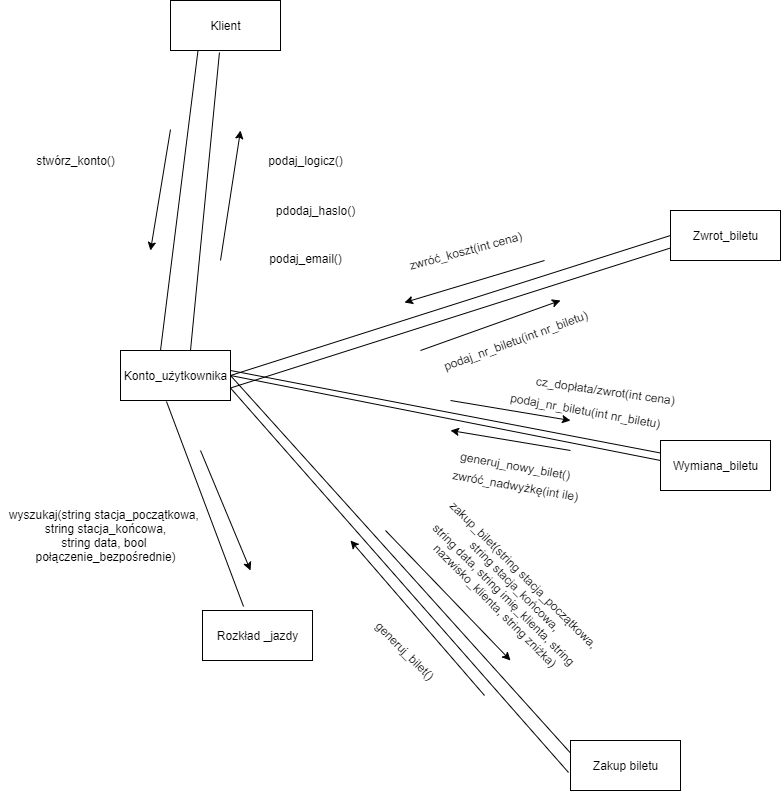 Klient
stwórz_konto()
podaj_logicz()
pdodaj_haslo()
podaj_email()
Zwrot_biletu
zwróć_koszt(int cena)
podaj_nr_biletu(int nr_biletu)
Konto_użytkownika
cz_dopłata/zwrot(int cena)
podaj_nr_biletu(int nr_biletu)
generuj_nowy_bilet()
zwróć_nadwyżkę(int ile)
Wymiana_biletu
wyszukaj(string stacja_początkowa,
string stacja_końcowa,
string data, bool
połączenie_bezpośrednie)
zakup_bilet(string stacja_początkowa,
string stacja_końcowa,
string data, string imię_klienta, string
nazwisko_klienta, string zniżka)
generuj_bilet()
Rozkład _jazdy
Zakup biletu